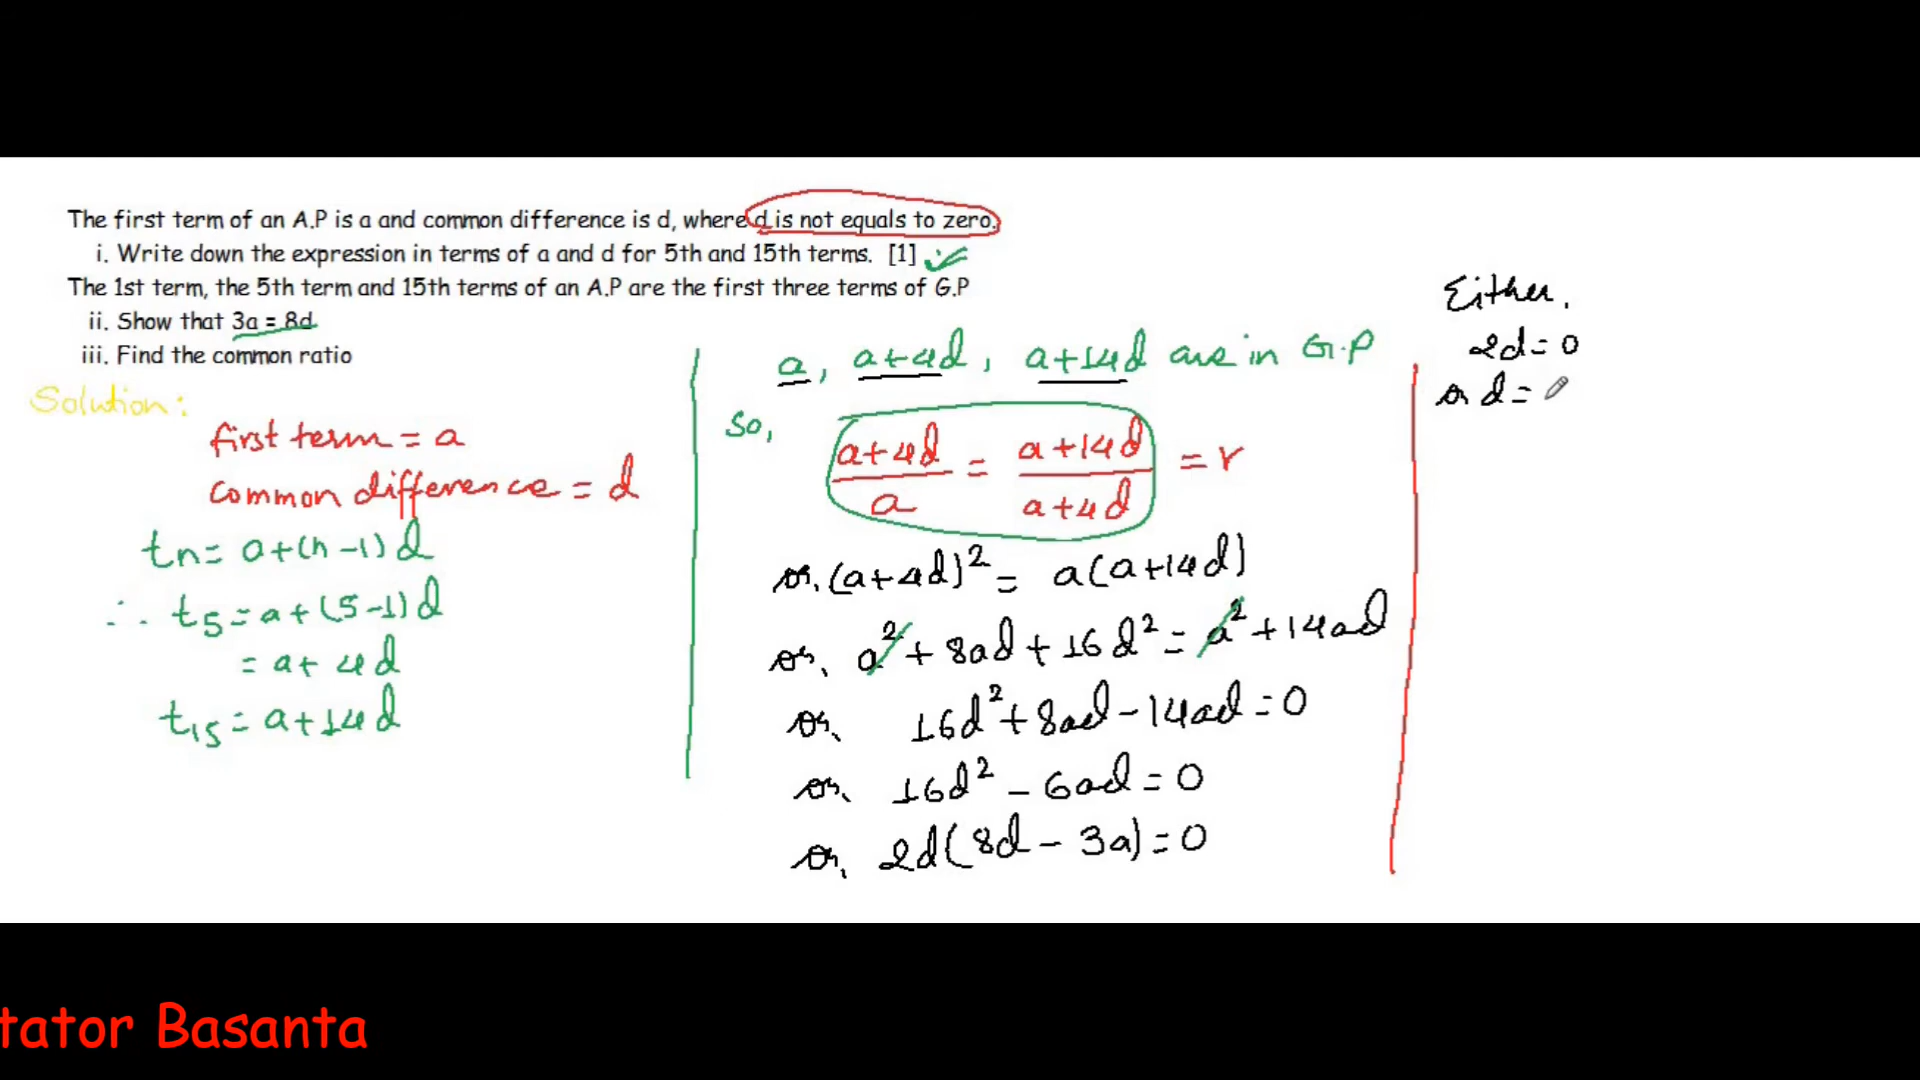 The first term of an A.P is a and common difference is d, where d is not equals to zero.
i. Write down the expression in terms of a and d for 5th and 15th terms. [1]
The 1st term, the 5th term and 15th terms of an A.P are the first three terms of G.P
ii. Show that 3a = 8d
iii. Find the common ratio
Solution:
first term = a
common difference = d
tn = a+(n-1)d
∴ t5 = a+(5-1)d
= a+4d
t15 = a+14d
a, a+4d, a+14d are in G.P
So,
(a+4d)/a = (a+14d)/(a+4d) = r
or, (a+4d)² = a(a+14d)
or, a² + 8ad + 16d² = a² + 14ad
or, 16d² + 8ad - 14ad = 0
or, 16d² - 6ad = 0
or, 2d(8d - 3a) = 0
Either,
2d = 0
or d =
tator Basanta